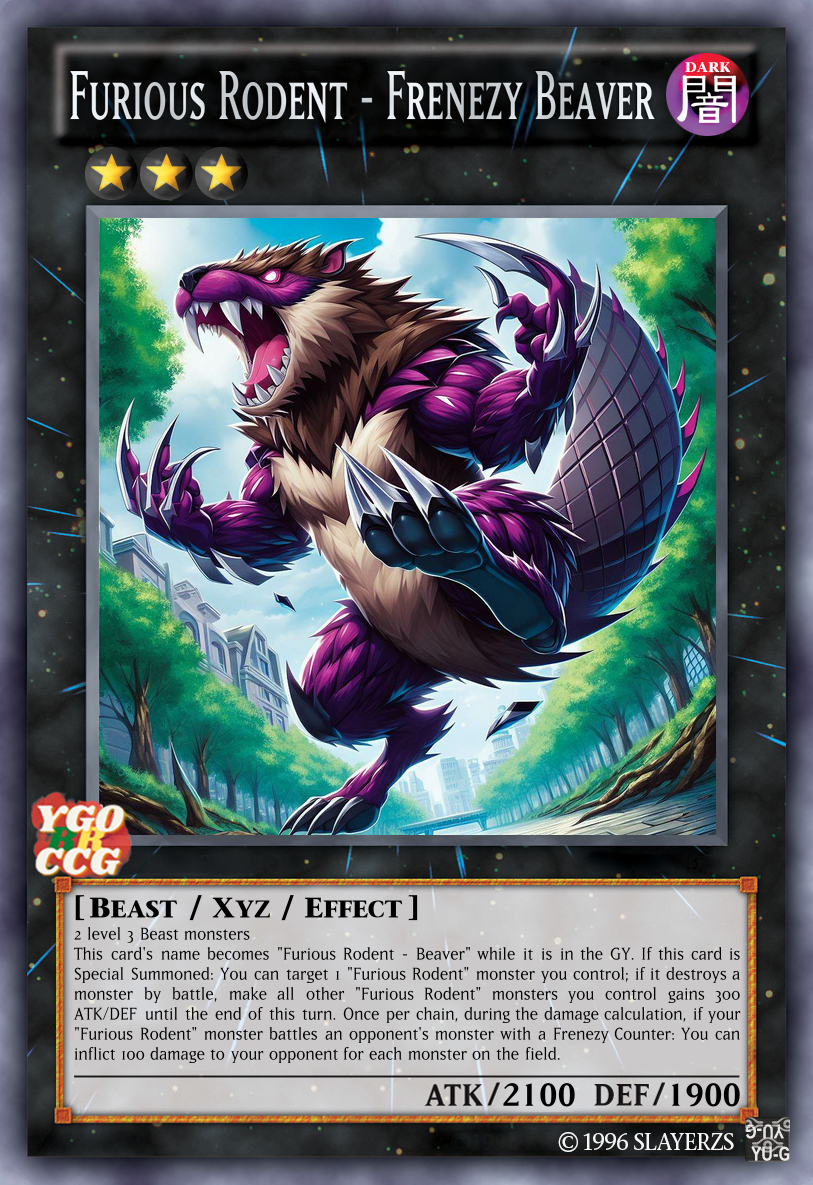 Furious Rodent - Frenezy Beaver
DARK
闇
YGO
BR
CCG
[ Beast / Xyz / Effect ]
2 level 3 Beast monsters
This card's name becomes "Furious Rodent - Beaver" while it is in the GY. If this card is
Special Summoned: You can target 1 "Furious Rodent" monster you control; if it destroys a
monster by battle, make all other "Furious Rodent" monsters you control gains 300
ATK/DEF until the end of this turn. Once per chain, during the damage calculation, if your
"Furious Rodent" monster battles an opponent's monster with a Frenezy Counter: You can
inflict 100 damage to your opponent for each monster on the field.
ATK/2100 DEF/1900
© 1996 SLAYERZS
YU-G